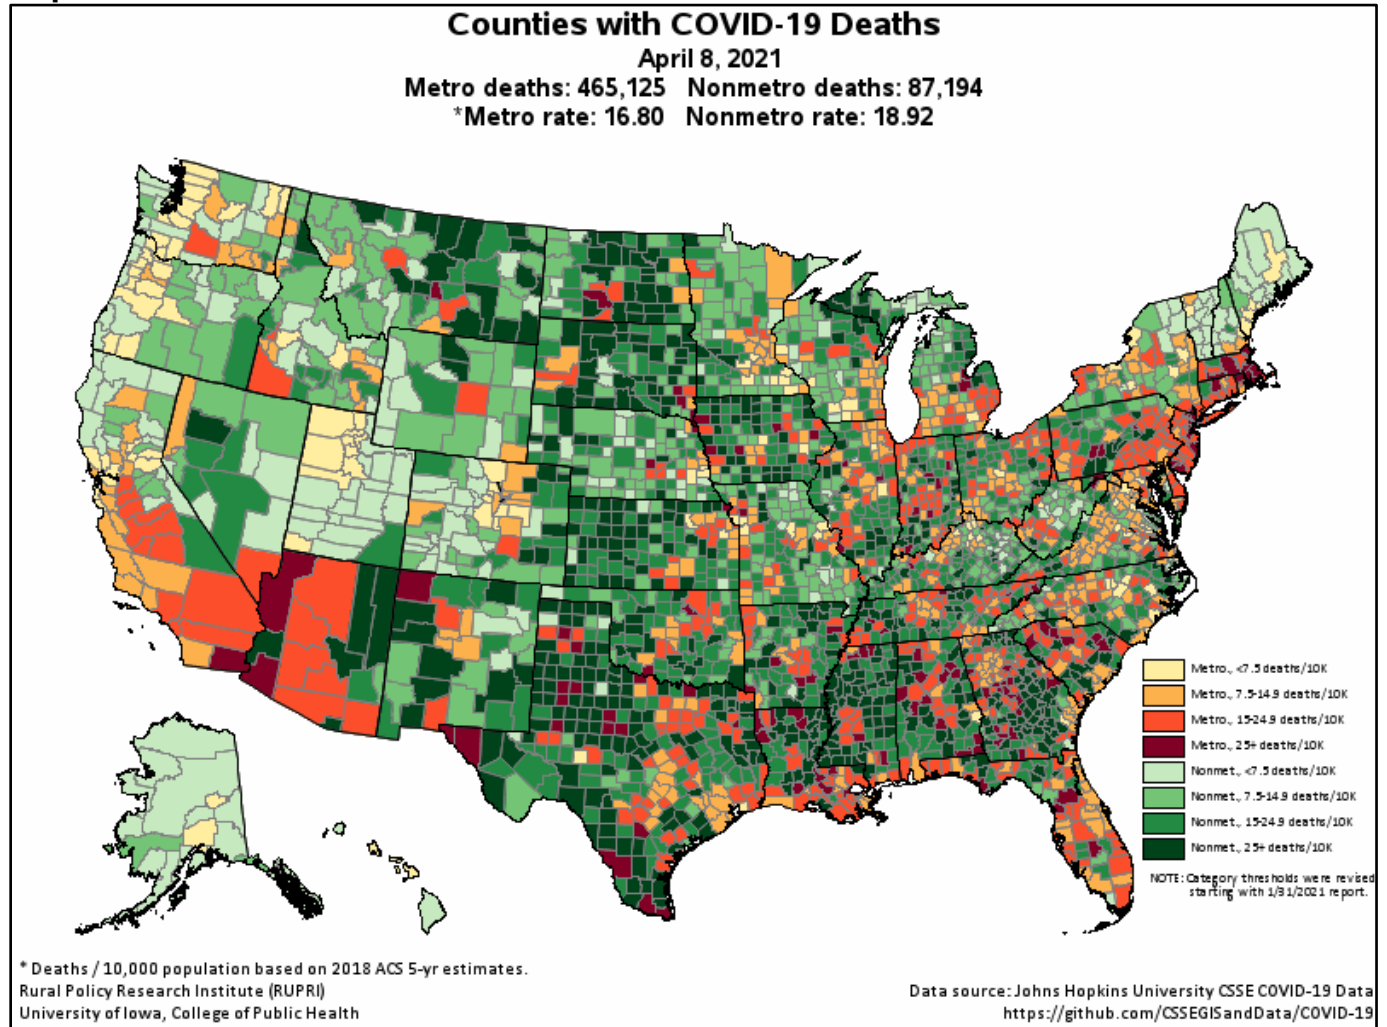 Counties with COVID-19 Deaths
April 8, 2021
Metro deaths: 465,125 Nonmetro deaths: 87,194
*Metro rate: 16.80 Nonmetro rate: 18.92
Metro., <7.5 deaths/10K
Metro., 7.5-14.9 deaths/10K
Metro., 15-24.9 deaths/10K
Metro., 25+ deaths/10K
Nonmet., <7.5 deaths/10K
Nonmet., 7.5-14.9 deaths/10K
Nonmet., 15-24.9 deaths/10K
Nonmet., 25+ deaths/10K
NOTE: Category thresholds were revised
starting with 1/31/2021 report.
* Deaths / 10,000 population based on 2018 ACS 5-yr estimates.
Rural Policy Research Institute (RUPRI)
University of Iowa, College of Public Health
Data source: Johns Hopkins University CSSE COVID-19 Data
https://github.com/CSSEGISandData/COVID-19